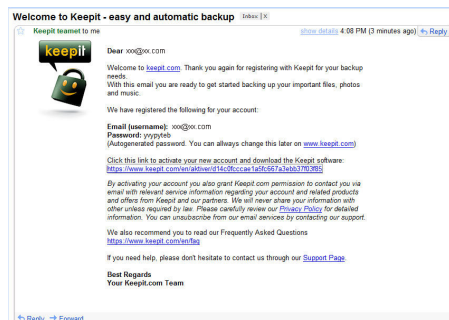 Welcome to Keepit - easy and automatic backup Inbox | X
Keepit teamet to me show details 4:08 PM (3 minutes ago) Reply
keepit
Dear xxx@xx.com
Welcome to keepit.com. Thank you again for registering with Keepit for your backup
needs.
With this email you are ready to get started backing up your important files, photos
and music.
We have registered the following for your account:
Email (username): xxx@xx.com
Password: yyypyteb
(Autogenerated password. You can allways change this later on www.keepit.com)
Click this link to activate your new account and download the Keepit software:
https://www.keepit.com/en/aktiver/d14c0fcccae1a5fc667a3ebb37f03f85
By activating your account you also grant Keepit.com permission to contact you via
email with relevant service information regarding your account and related products
and offers from Keepit and our partners. We will never share your information with
other unless required by law. Please carefully review our Privacy Policy for detailed
information. You can unsubscribe from our email services by contacting our support.
We also recommend you to read our Frequently Asked Questions
https://www.keepit.com/en/faq
If you need help, please don't hesitate to contact us through our Support Page.
Best Regards
Your Keepit.com Team
Reply Forward